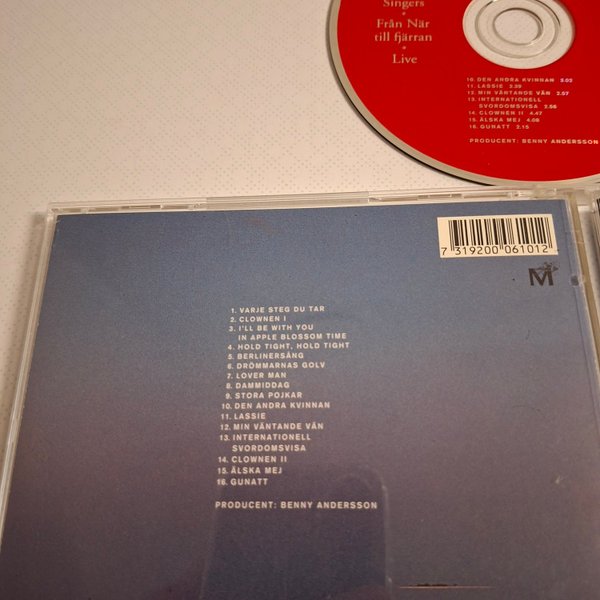 Singers
•
Från När
till fjärran
•
Live
10. DEN ANDRA KVINNAN 2.02
11. LASSIE 2.39
12. MIN VÄNTANDE VÄN 2.57
13. INTERNATIONELL
SVORDOMSVISA 2.58
14. CLOWNEN II 4.47
15. ÄLSKA MEJ 4.08
16. GUNATT 2.15
PRODUCENT: BENNY ANDERSSON
7 319200 061012
M
1. VARJE STEG DU TAR
2. CLOWNEN I
3. I'LL BE WITH YOU
IN APPLE BLOSSOM TIME
4. HOLD TIGHT, HOLD TIGHT
5. BERLINERSÅNG
6. DRÖMMARNAS GOLV
7. LOVER MAN
8. DAMMIDDAG
9. STORA POJKAR
10. DEN ANDRA KVINNAN
11. LASSIE
12. MIN VÄNTANDE VÄN
13. INTERNATIONELL
SVORDOMSVISA
14. CLOWNEN II
15. ÄLSKA MEJ
16. GUNATT
PRODUCENT: BENNY ANDERSSON